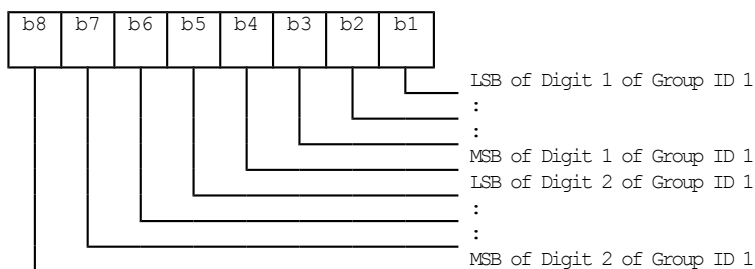 b8 b7 b6 b5 b4 b3 b2 b1
LSB of Digit 1 of Group ID 1
:
:
MSB of Digit 1 of Group ID 1
LSB of Digit 2 of Group ID 1
:
:
MSB of Digit 2 of Group ID 1